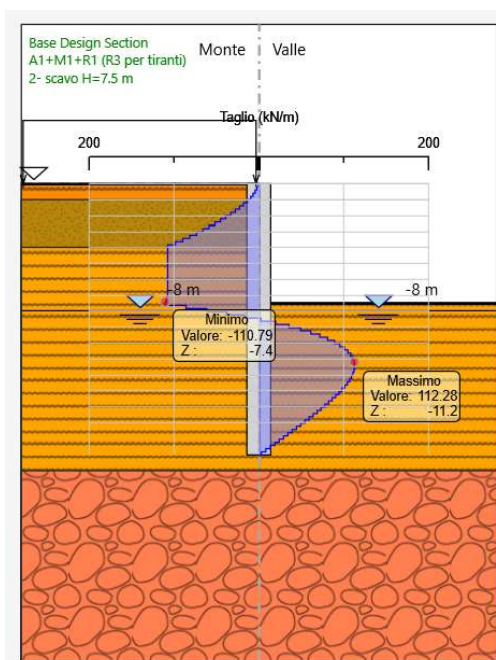 Base Design Section
A1+M1+R1 (R3 per tiranti)
2- scavo H=7.5 m
Monte
Valle
Taglio (kN/m)
200
200
-8 m
-8 m
Minimo
Valore: -110.79
Z : -7.4
Massimo
Valore: 112.28
Z : -11.2